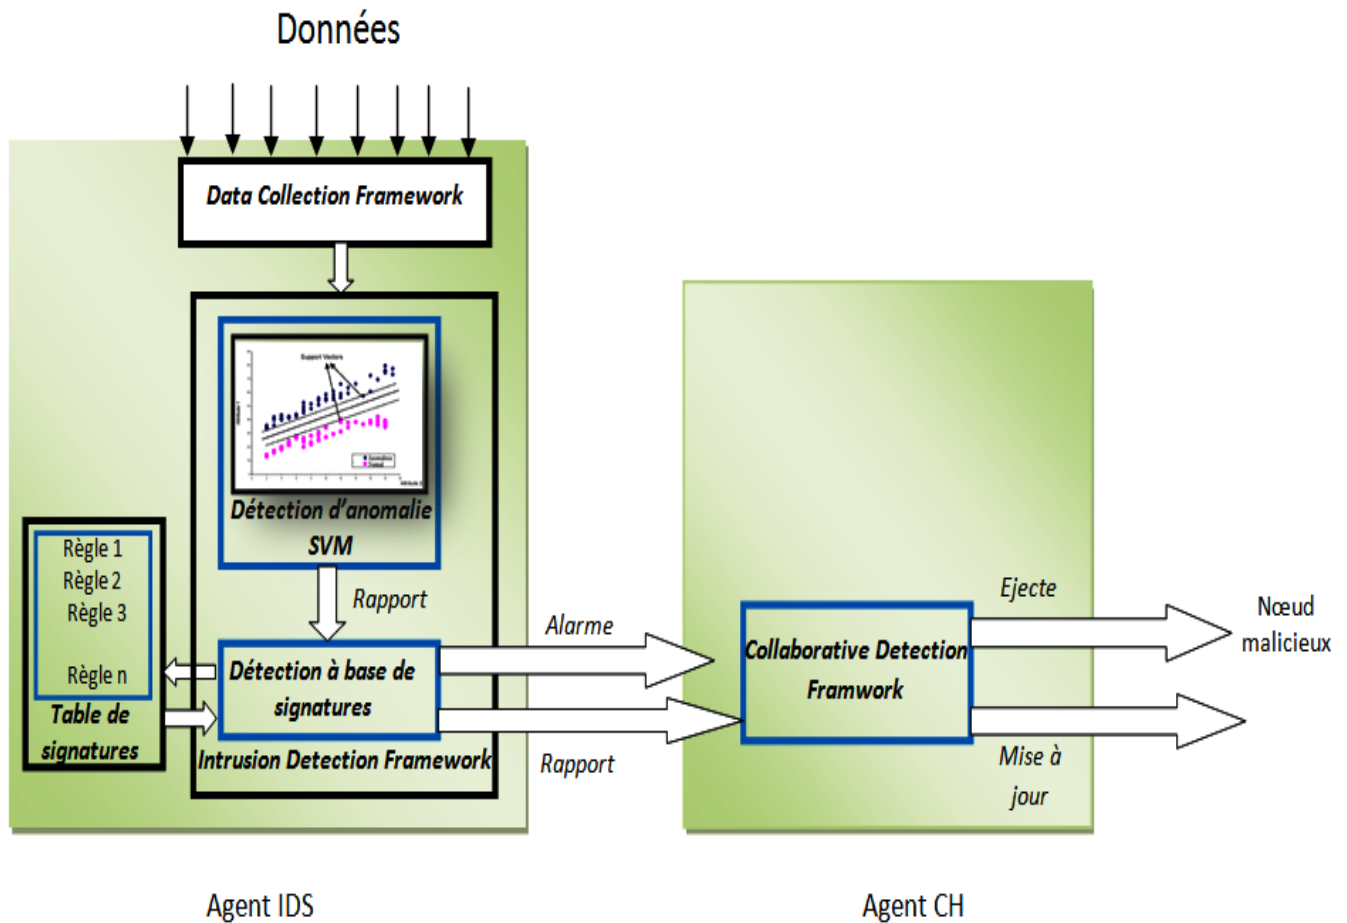 Données
Data Collection Framework
Support Vectors
Détection d'anomalie
SVM
Rapport
Règle 1
Règle 2
Règle 3
Règle n
Table de
signatures
Détection à base de
signatures
Intrusion Detection Framework
Alarme
Rapport
Collaborative Detection
Framwork
Ejecte
Mise à
jour
Nœud
malicieux
Agent IDS
Agent CH